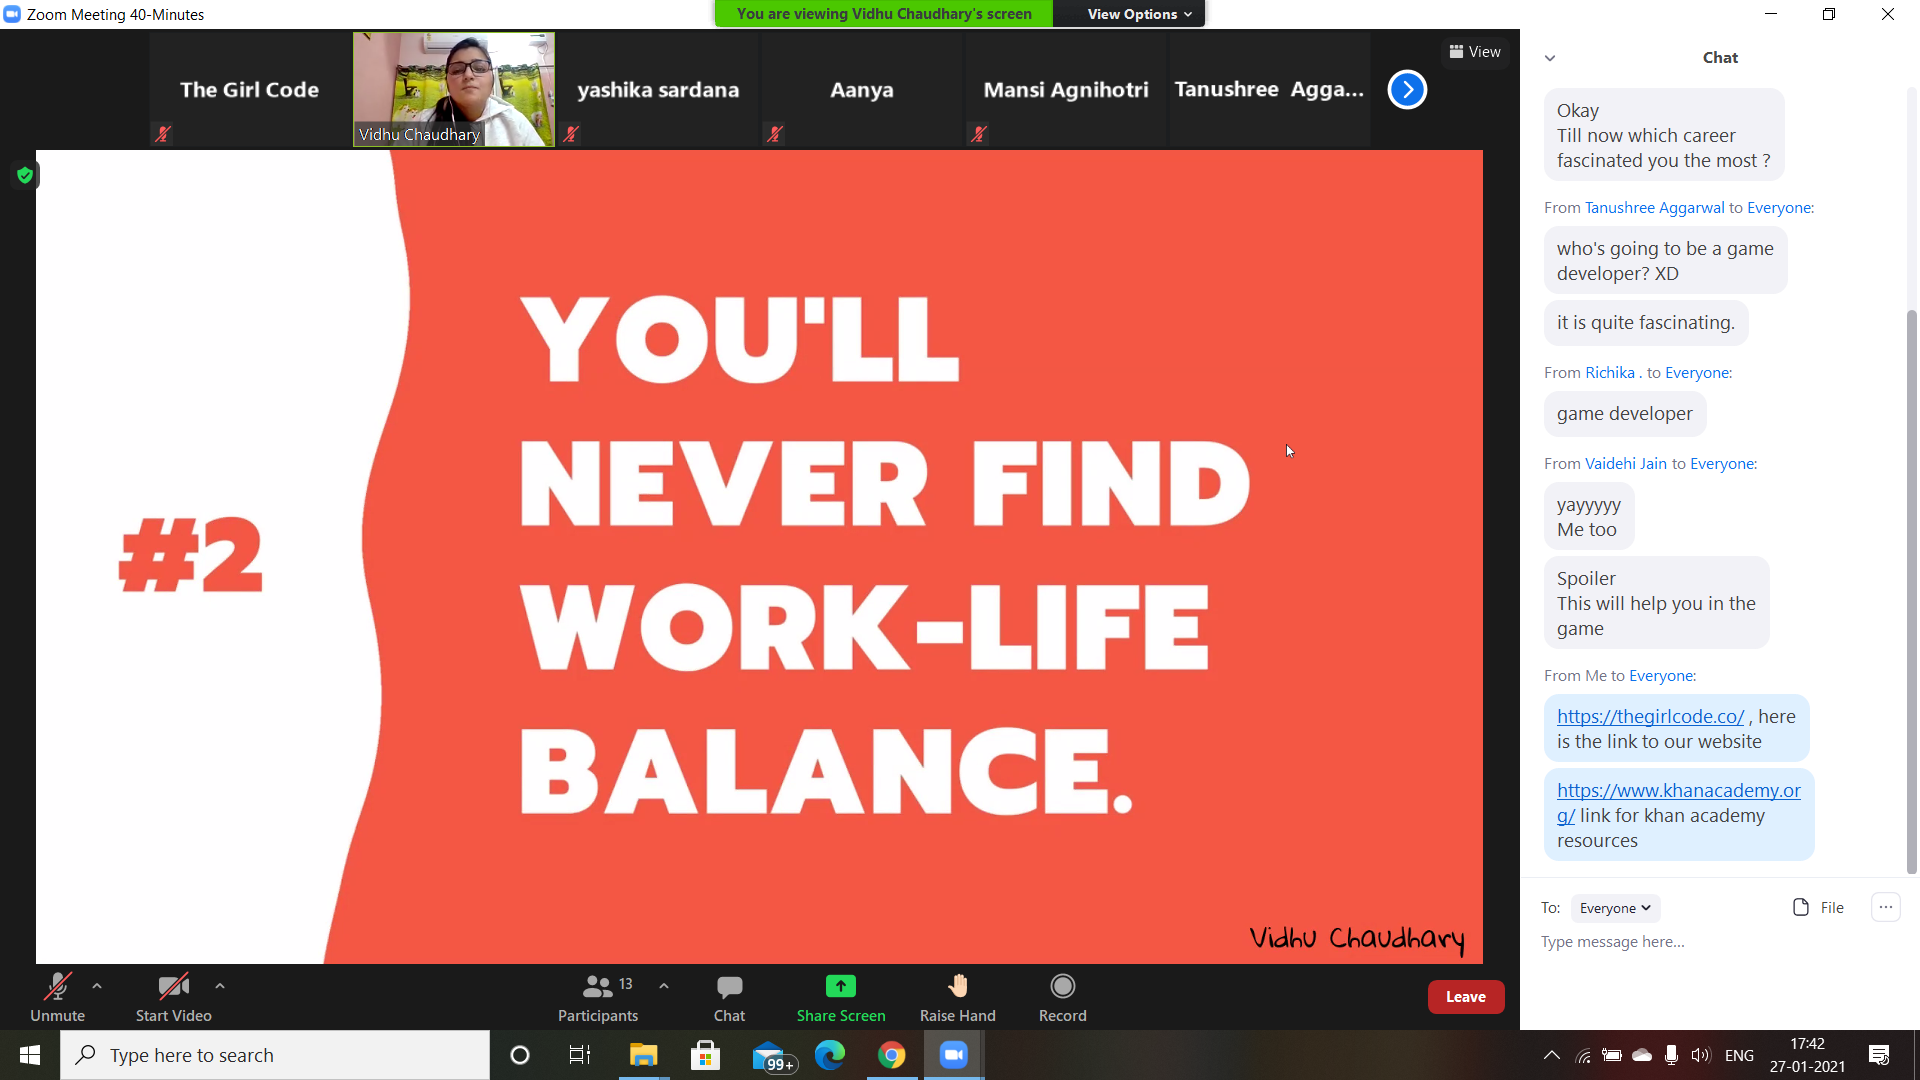 Zoom Meeting 40-Minutes
You are viewing Vidhu Chaudhary's screen
View Options
The Girl Code
Vidhu Chaudhary
yashika sardana
Aanya
Mansi Agnihotri
Tanushree Agga...
View
#2
YOU'LL
NEVER FIND
WORK-LIFE
BALANCE.
Vidhu Chaudhary
Chat
Okay
Till now which career
fascinated you the most ?
From Tanushree Aggarwal to Everyone:
who's going to be a game
developer? XD
it is quite fascinating.
From Richika . to Everyone:
game developer
From Vaidehi Jain to Everyone:
yayyyyy
Me too
Spoiler
This will help you in the
game
From Me to Everyone:
https://thegirlcode.co/ , here
is the link to our website
https://www.khanacademy.or
g/ link for khan academy
resources
To: Everyone
File
Type message here...
Unmute
Start Video
13
Participants
Chat
Share Screen
Raise Hand
Record
Leave
Type here to search
99+
ENG
17:42
27-01-2021